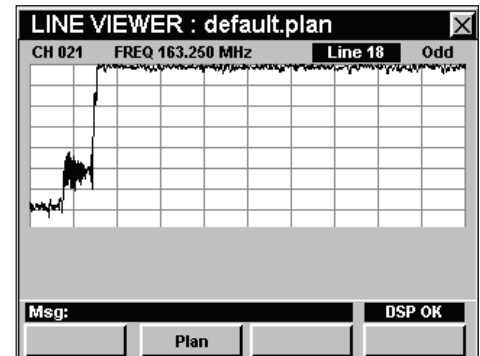 LINE VIEWER : default.plan
CH 021 FREQ 163.250 MHz Line 18 Odd
Msg: DSP OK
Plan